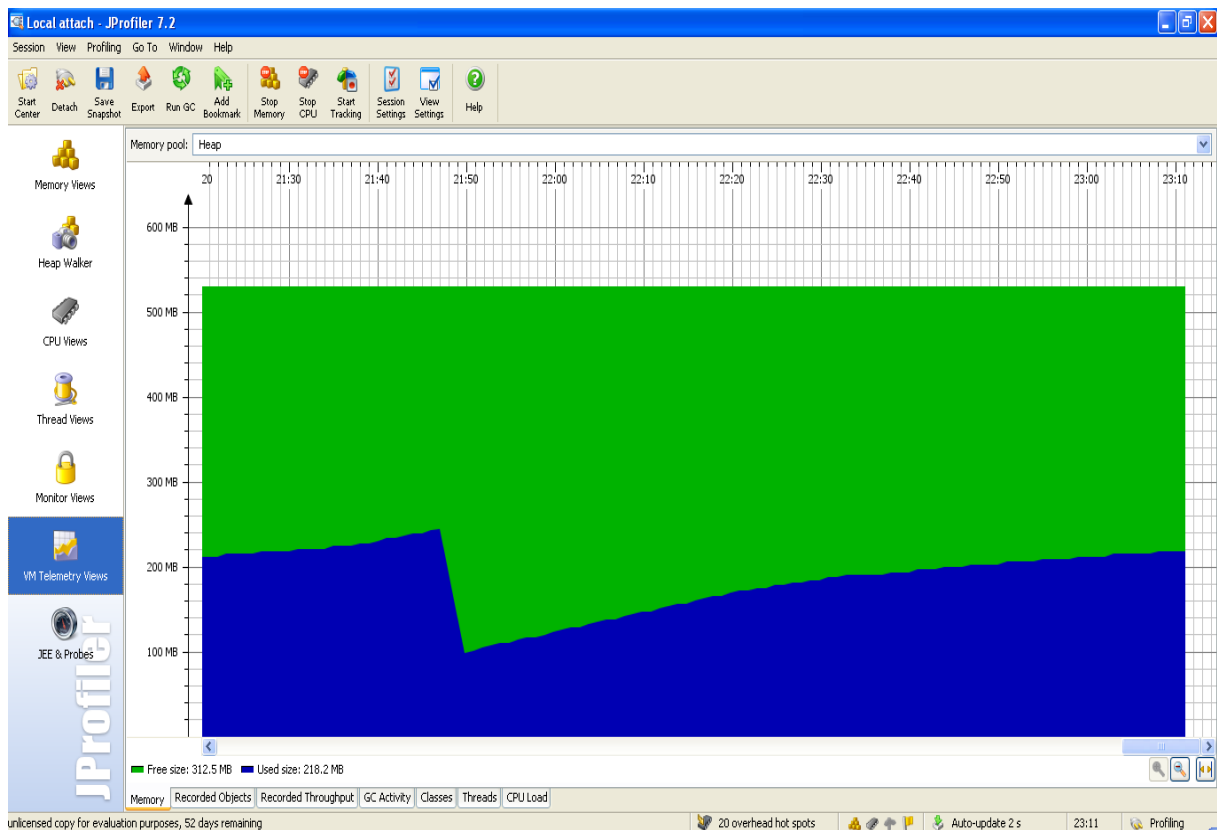 Local attach - JProfiler 7.2
Session View Profiling Go To Window Help
Start Center Detach Save Snapshot Export Run GC Add Bookmark Stop Memory Stop CPU Start Tracking Session Settings View Settings Help
Memory pool: Heap
20 21:30 21:40 21:50 22:00 22:10 22:20 22:30 22:40 22:50 23:00 23:10
600 MB
500 MB
400 MB
300 MB
200 MB
100 MB
Memory Views
Heap Walker
CPU Views
Thread Views
Monitor Views
VM Telemetry Views
JEE & Probes
JProfiler
Free size: 312.5 MB Used size: 218.2 MB
Memory Recorded Objects Recorded Throughput GC Activity Classes Threads CPU Load
unlicensed copy for evaluation purposes, 52 days remaining 20 overhead hot spots Auto-update 2 s 23:11 Profiling